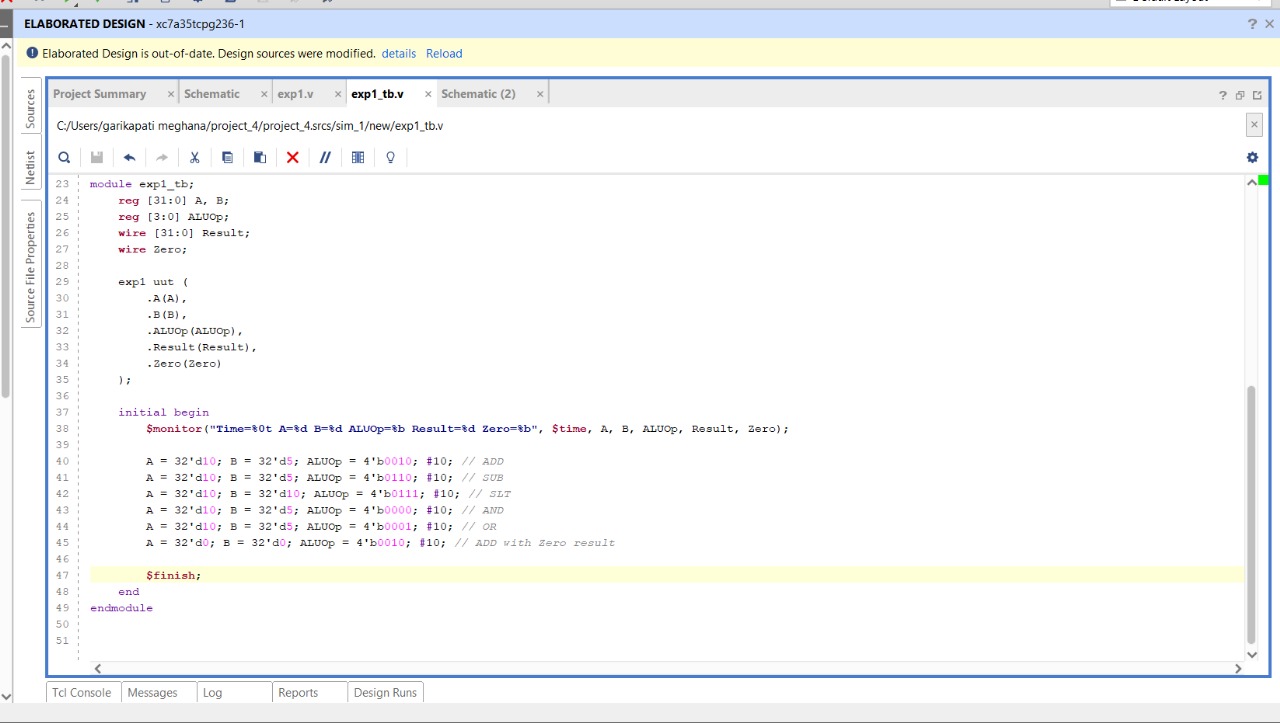 ELABORATED DESIGN - xc7a35tcpg236-1
Elaborated Design is out-of-date. Design sources were modified. details Reload
Sources
Netlist
Source File Properties
Project Summary Schematic exp1.v exp1_tb.v Schematic (2)
C:/Users/garikapati meghana/project_4/project_4.srcs/sim_1/new/exp1_tb.v
23 module exp1_tb;
24 reg [31:0] A, B;
25 reg [3:0] ALUOp;
26 wire [31:0] Result;
27 wire Zero;
28
29 exp1 uut (
30 .A(A),
31 .B(B),
32 .ALUOp(ALUOp),
33 .Result(Result),
34 .Zero(Zero)
35 );
36
37 initial begin
38 $monitor("Time=%0t A=%d B=%d ALUOp=%b Result=%d Zero=%b", $time, A, B, ALUOp, Result, Zero);
39
40 A = 32'd10; B = 32'd5; ALUOp = 4'b0010; #10; // ADD
41 A = 32'd10; B = 32'd5; ALUOp = 4'b0110; #10; // SUB
42 A = 32'd10; B = 32'd10; ALUOp = 4'b0111; #10; // SLT
43 A = 32'd10; B = 32'd5; ALUOp = 4'b0000; #10; // AND
44 A = 32'd10; B = 32'd5; ALUOp = 4'b0001; #10; // OR
45 A = 32'd0; B = 32'd0; ALUOp = 4'b0010; #10; // ADD with Zero result
46
47 $finish;
48 end
49 endmodule
50
51
Tcl Console Messages Log Reports Design Runs